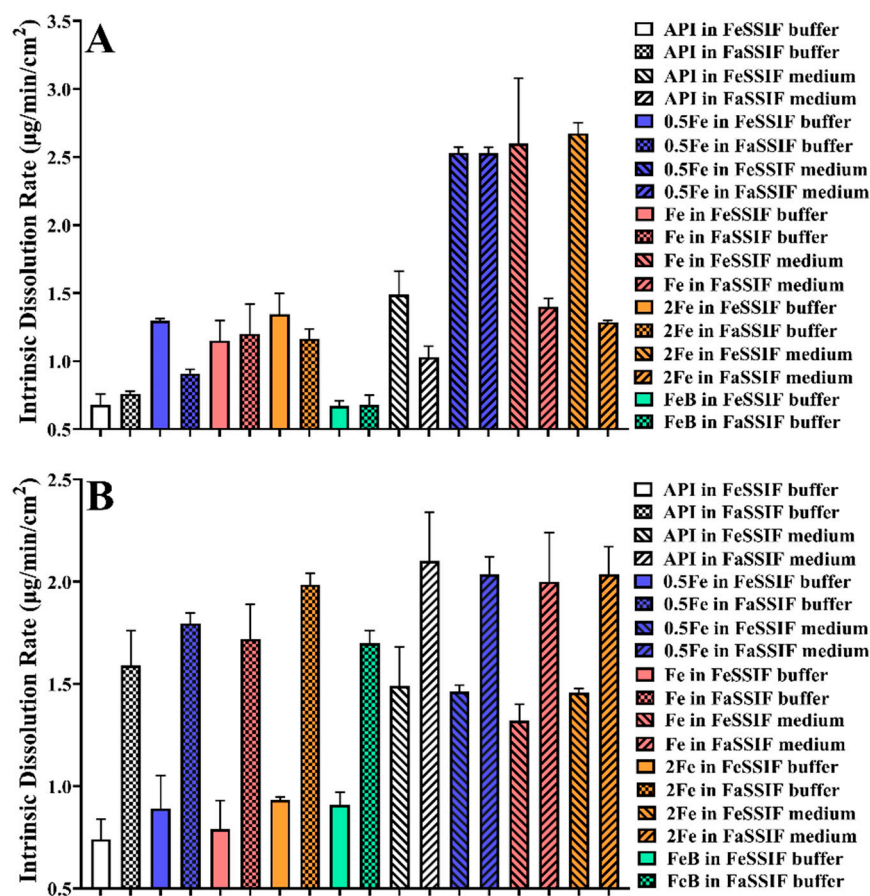 A
Intrinsic Dissolution Rate (µg/min/cm²)
3.5
3.0
2.5
2.0
1.5
1.0
0.5
API in FeSSIF buffer
API in FaSSIF buffer
API in FeSSIF medium
API in FaSSIF medium
0.5Fe in FeSSIF buffer
0.5Fe in FaSSIF buffer
0.5Fe in FeSSIF medium
0.5Fe in FaSSIF medium
Fe in FeSSIF buffer
Fe in FaSSIF buffer
Fe in FeSSIF medium
Fe in FaSSIF medium
2Fe in FeSSIF buffer
2Fe in FaSSIF buffer
2Fe in FeSSIF medium
2Fe in FaSSIF medium
FeB in FeSSIF buffer
FeB in FaSSIF buffer
B
Intrinsic Dissolution Rate (µg/min/cm²)
2.5
2.0
1.5
1.0
0.5
API in FeSSIF buffer
API in FaSSIF buffer
API in FeSSIF medium
API in FaSSIF medium
0.5Fe in FeSSIF buffer
0.5Fe in FaSSIF buffer
0.5Fe in FeSSIF medium
0.5Fe in FaSSIF medium
Fe in FeSSIF buffer
Fe in FaSSIF buffer
Fe in FeSSIF medium
Fe in FaSSIF medium
2Fe in FeSSIF buffer
2Fe in FaSSIF buffer
2Fe in FeSSIF medium
2Fe in FaSSIF medium
FeB in FeSSIF buffer
FeB in FaSSIF buffer